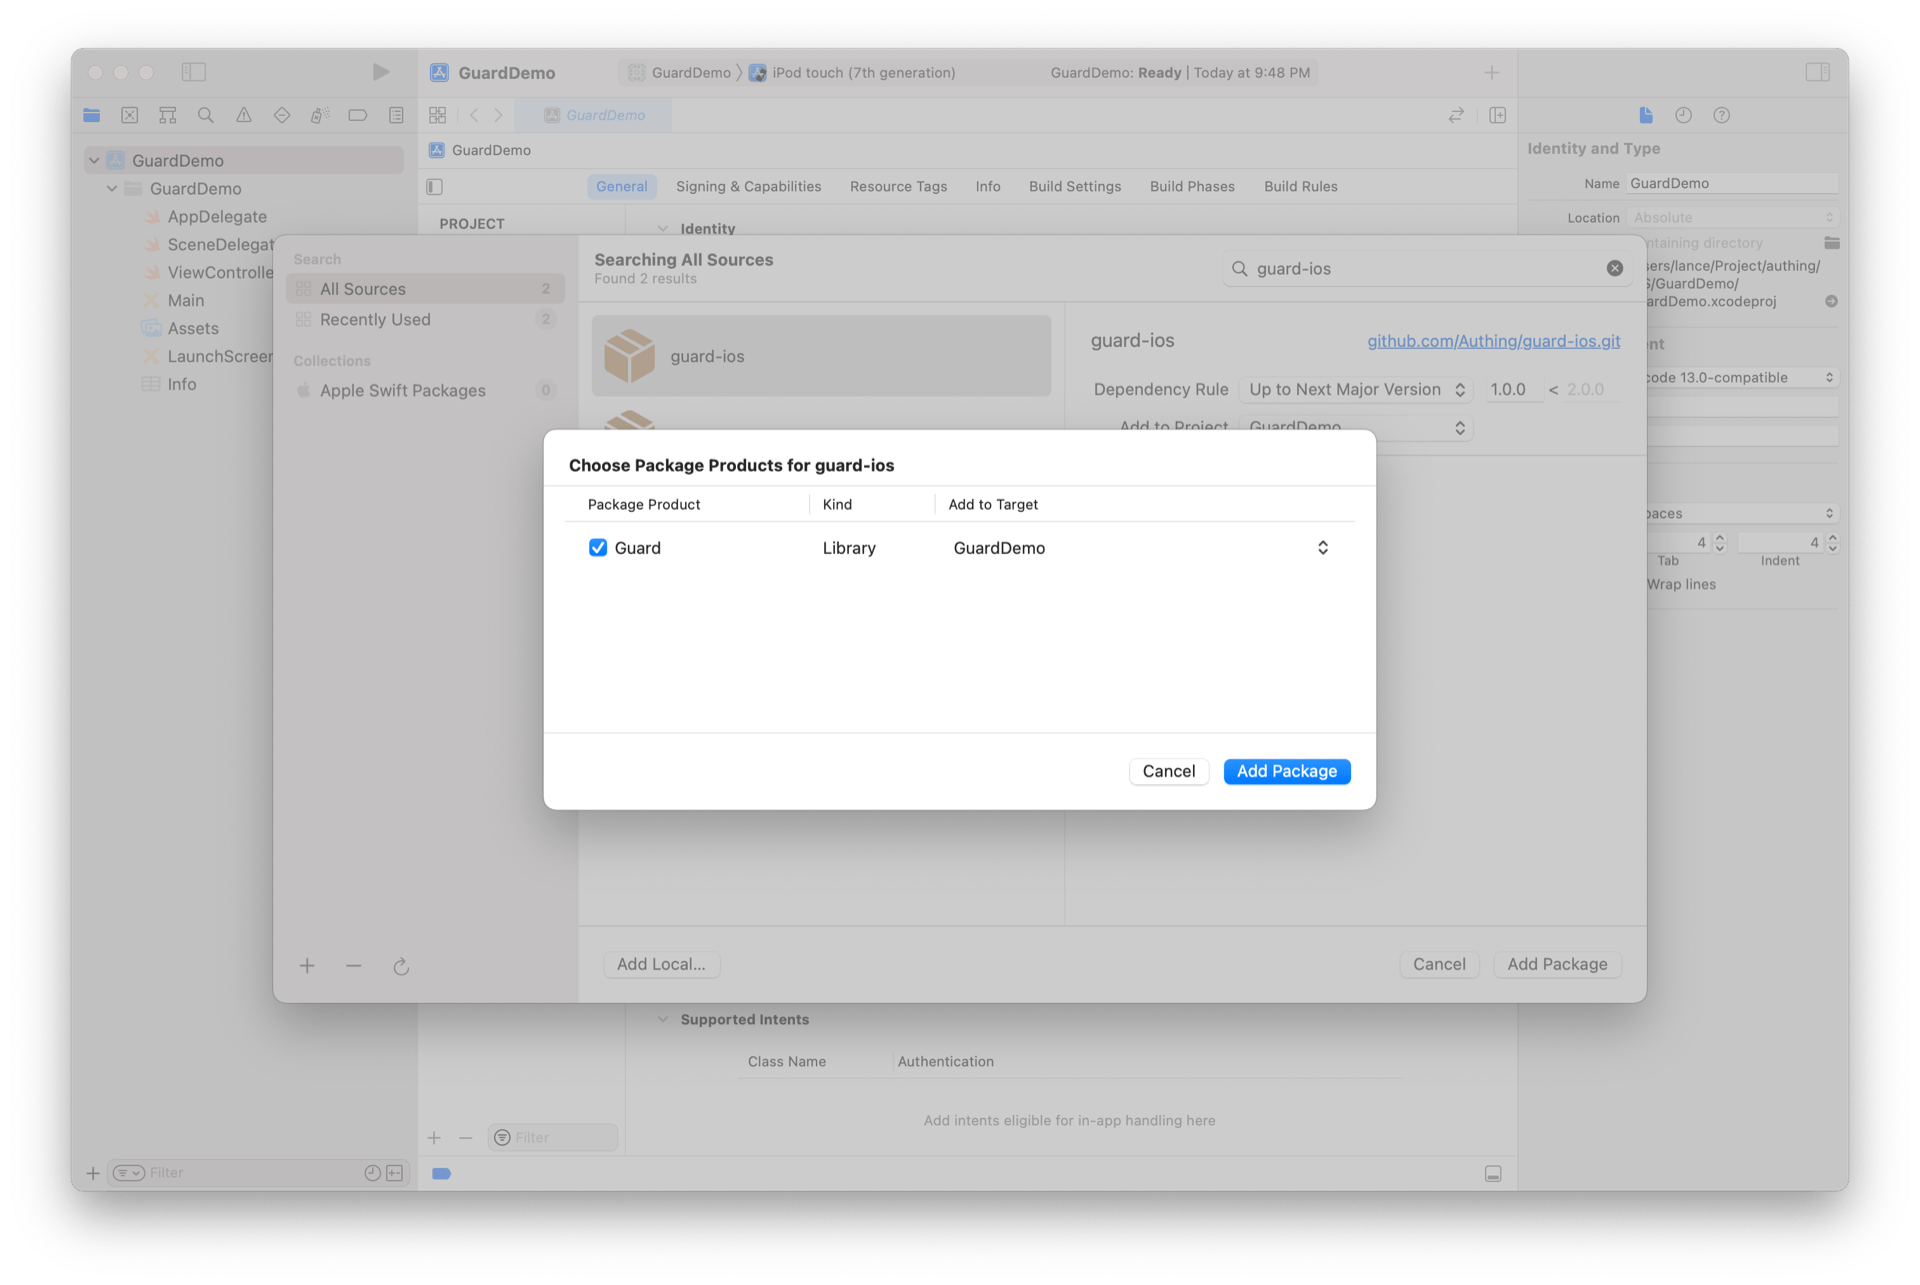 GuardDemo
GuardDemo
iPod touch (7th generation)
GuardDemo: Ready | Today at 9:48 PM
GuardDemo
GuardDemo
GuardDemo
GuardDemo
AppDelegate
SceneDelegat
ViewControlle
Main
Assets
LaunchScreen
Info
General
Signing & Capabilities
Resource Tags
Info
Build Settings
Build Phases
Build Rules
PROJECT
Identity
Identity and Type
Name GuardDemo
Location Absolute
ntaining directory
sers/lance/Project/authing/
S/GuardDemo/
ardDemo.xcodeproj
nt
code 13.0-compatible
paces
4
4
Tab
Indent
Wrap lines
Search
All Sources 2
Recently Used 2
Collections
Apple Swift Packages 0
Searching All Sources
Found 2 results
guard-ios
guard-ios
guard-ios
github.com/Authing/guard-ios.git
Dependency Rule Up to Next Major Version 1.0.0 < 2.0.0
Add to Project GuardDemo
Choose Package Products for guard-ios
Package Product
Kind
Add to Target
Guard
Library
GuardDemo
Cancel
Add Package
Add Local...
Cancel
Add Package
Supported Intents
Class Name
Authentication
Add intents eligible for in-app handling here
Filter
Filter